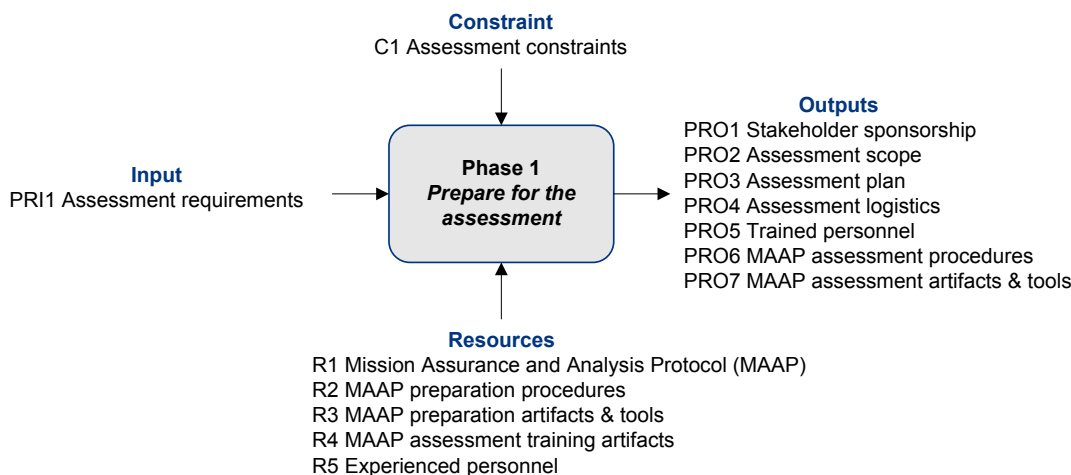 Constraint
C1 Assessment constraints
Input
PRI1 Assessment requirements
Phase 1
Prepare for the
assessment
Outputs
PRO1 Stakeholder sponsorship
PRO2 Assessment scope
PRO3 Assessment plan
PRO4 Assessment logistics
PRO5 Trained personnel
PRO6 MAAP assessment procedures
PRO7 MAAP assessment artifacts & tools
Resources
R1 Mission Assurance and Analysis Protocol (MAAP)
R2 MAAP preparation procedures
R3 MAAP preparation artifacts & tools
R4 MAAP assessment training artifacts
R5 Experienced personnel